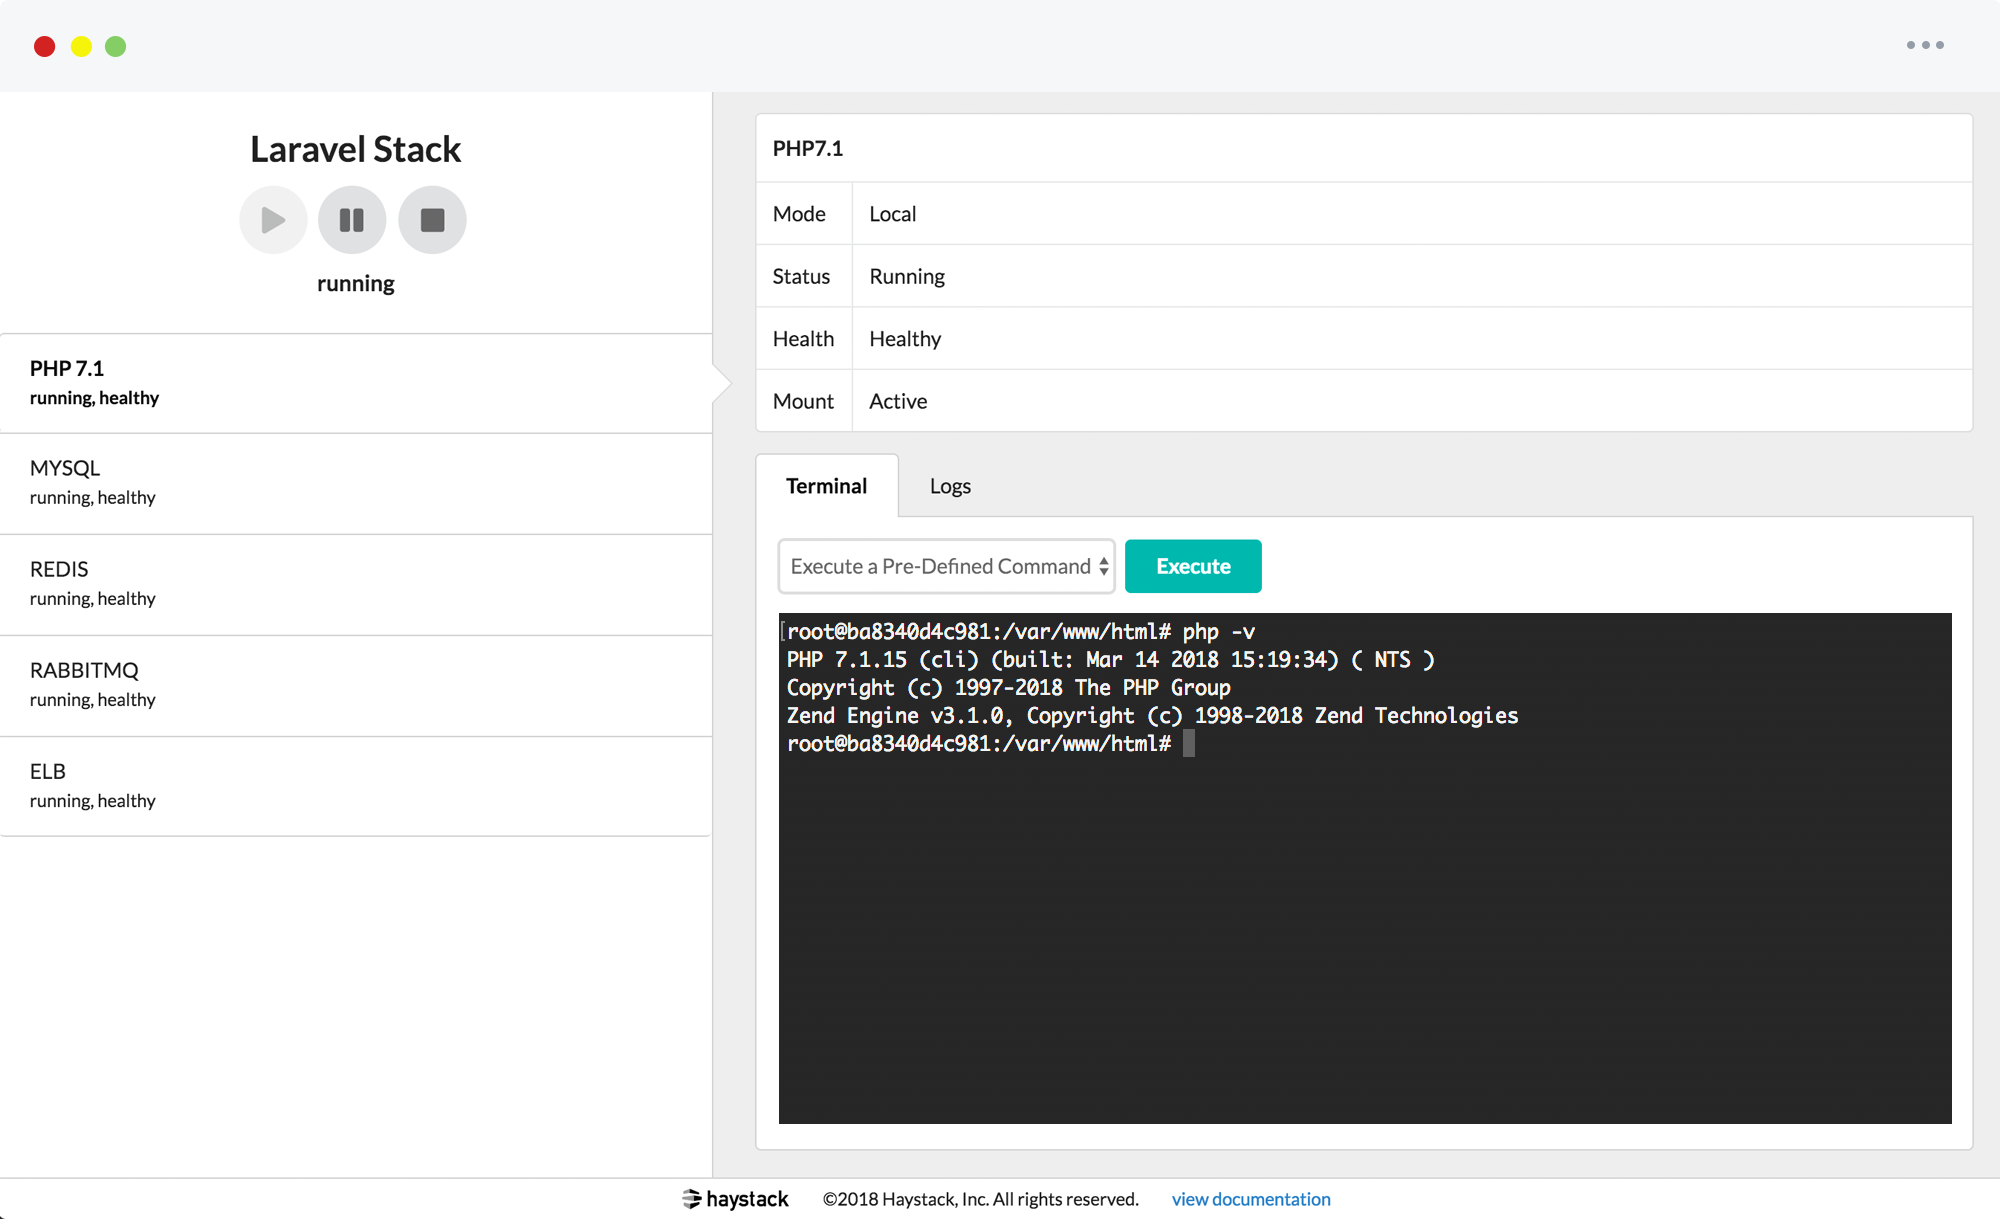 Laravel Stack
running
PHP 7.1
running, healthy
MYSQL
running, healthy
REDIS
running, healthy
RABBITMQ
running, healthy
ELB
running, healthy
PHP7.1
Mode Local
Status Running
Health Healthy
Mount Active
Terminal Logs
Execute a Pre-Defined Command Execute
[root@ba8340d4c981:/var/www/html# php -v
PHP 7.1.15 (cli) (built: Mar 14 2018 15:19:34) ( NTS )
Copyright (c) 1997-2018 The PHP Group
Zend Engine v3.1.0, Copyright (c) 1998-2018 Zend Technologies
root@ba8340d4c981:/var/www/html#
haystack ©2018 Haystack, Inc. All rights reserved. view documentation